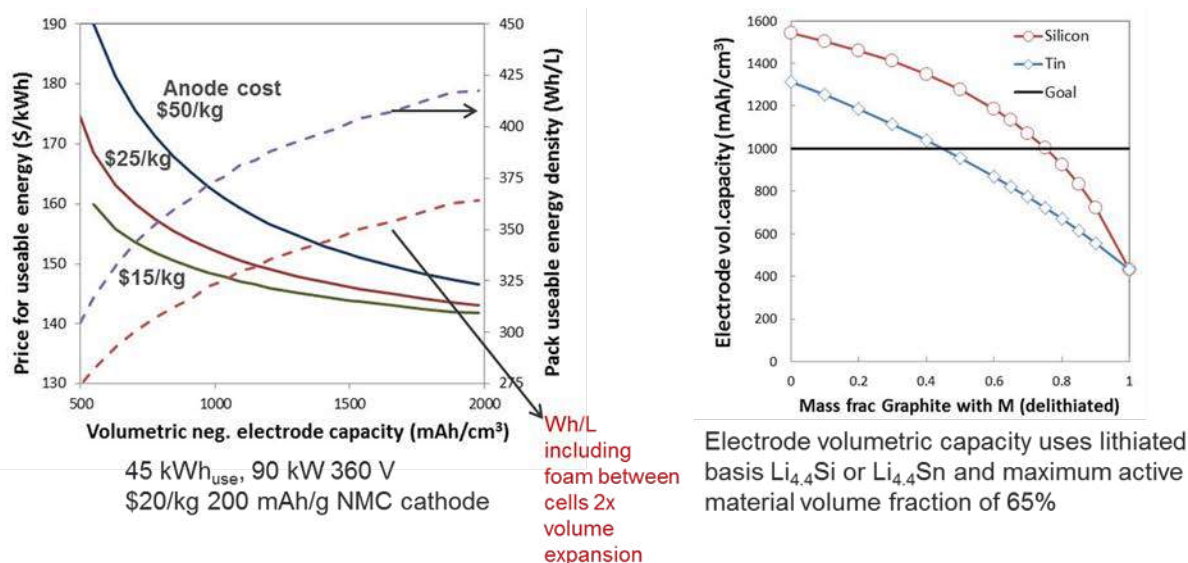 190
180
170
160
150
140
130
Price for useable energy ($/kWh)
Anode cost
$50/kg
$25/kg
$15/kg
450
425
400
375
350
325
300
275
Pack useable energy density (Wh/L)
500
1000
1500
2000
Volumetric neg. electrode capacity (mAh/cm³)
45 kWhuse, 90 kW 360 V
$20/kg 200 mAh/g NMC cathode
Wh/L
including
foam between
cells 2x
volume
expansion
1600
1400
1200
1000
800
600
400
200
0
Electrode vol.capacity (mAh/cm³)
Silicon
Tin
Goal
0
0.2
0.4
0.6
0.8
1
Mass frac Graphite with M (delithiated)
Electrode volumetric capacity uses lithiated
basis Li4.4Si or Li4.4Sn and maximum active
material volume fraction of 65%